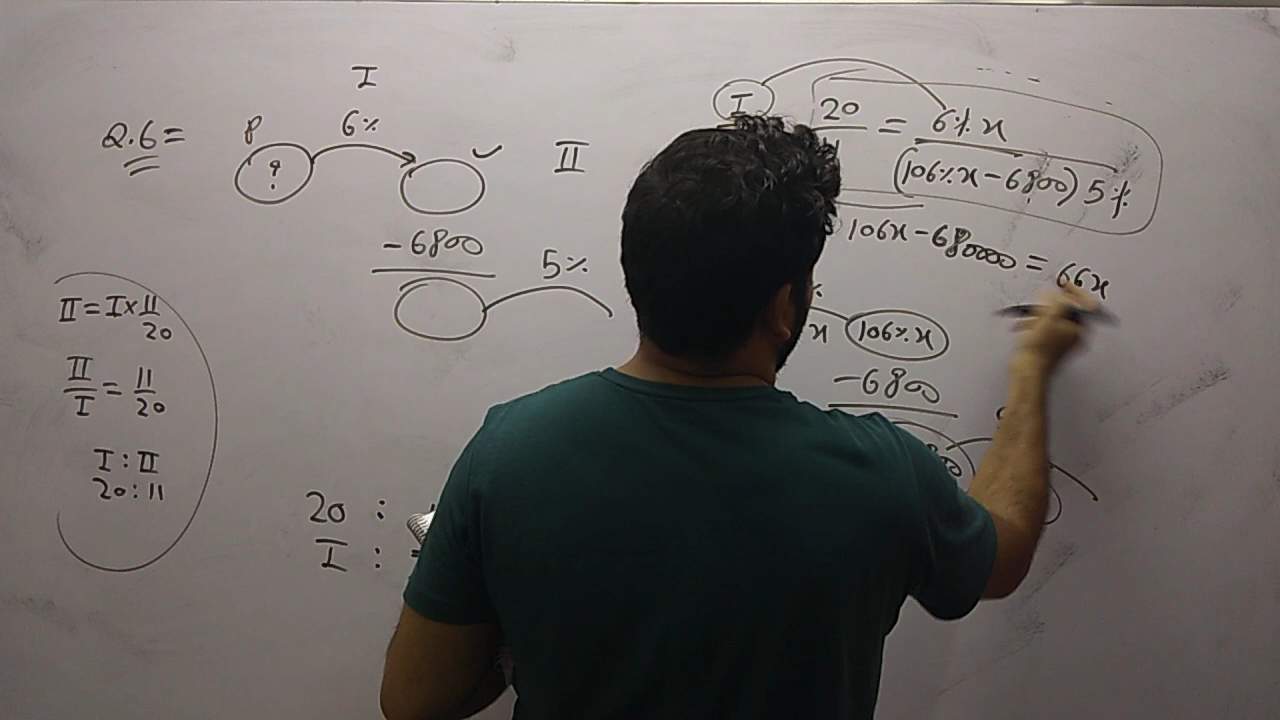 Q.6=
P
?
I
6%
-6800
5%
II
II=I×11
20
II = 11
I 20
I:II
20:11
20 :
I :
I
20 = 6%x
(106%x-6800)5%
106x-680000=66x
x 106%x
-6800